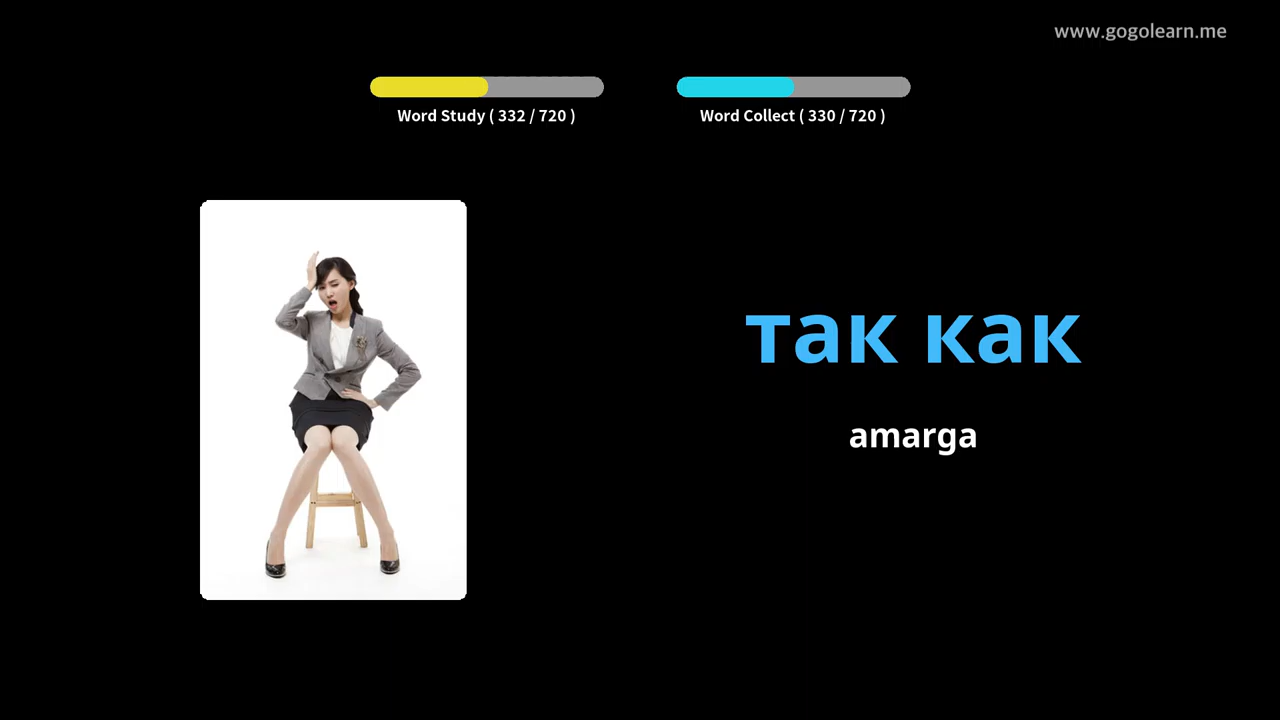 www.gogolearn.me
Word Study ( 332 / 720 )
Word Collect ( 330 / 720 )
так как
amarga